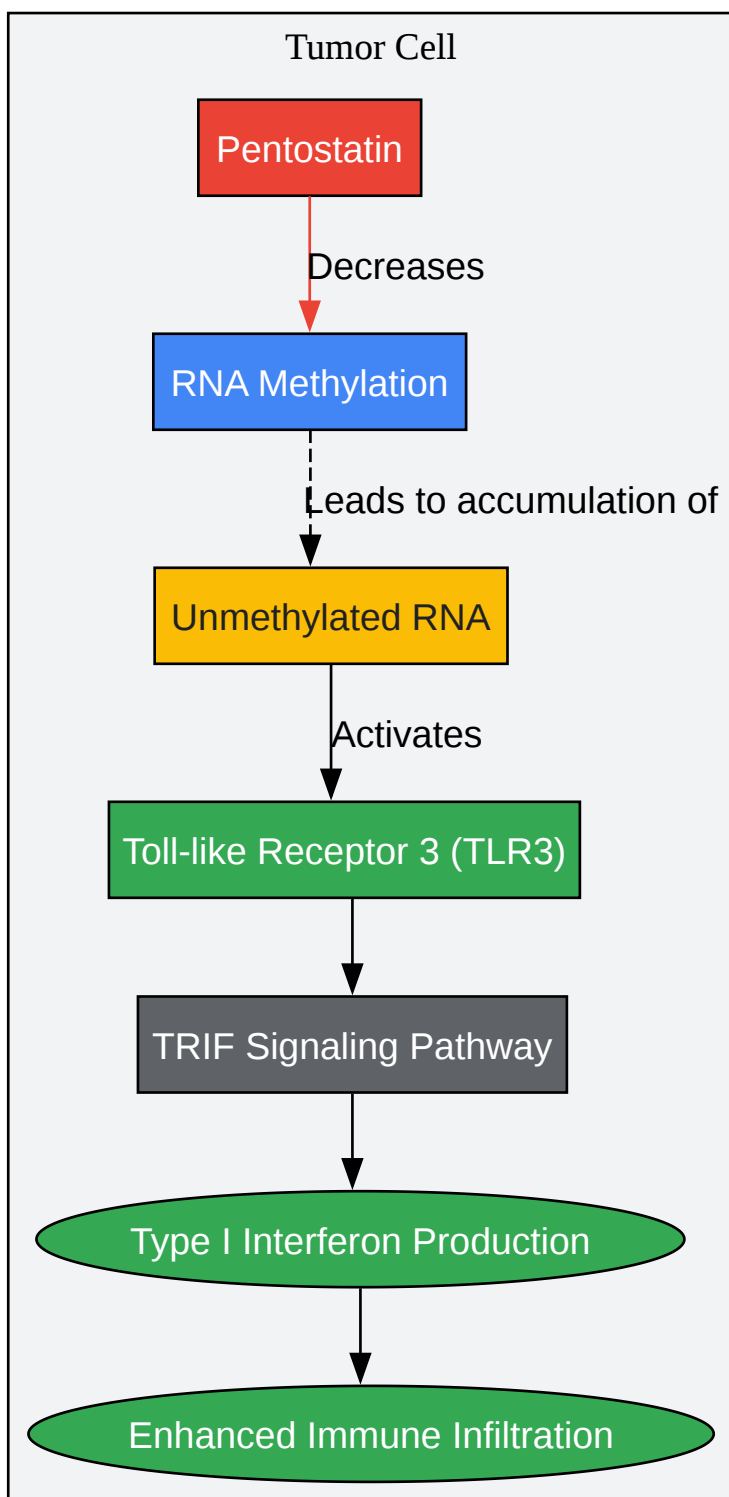 Tumor Cell
Pentostatin
Decreases
RNA Methylation
Leads to accumulation of
Unmethylated RNA
Activates
Toll-like Receptor 3 (TLR3)
TRIF Signaling Pathway
Type I Interferon Production
Enhanced Immune Infiltration